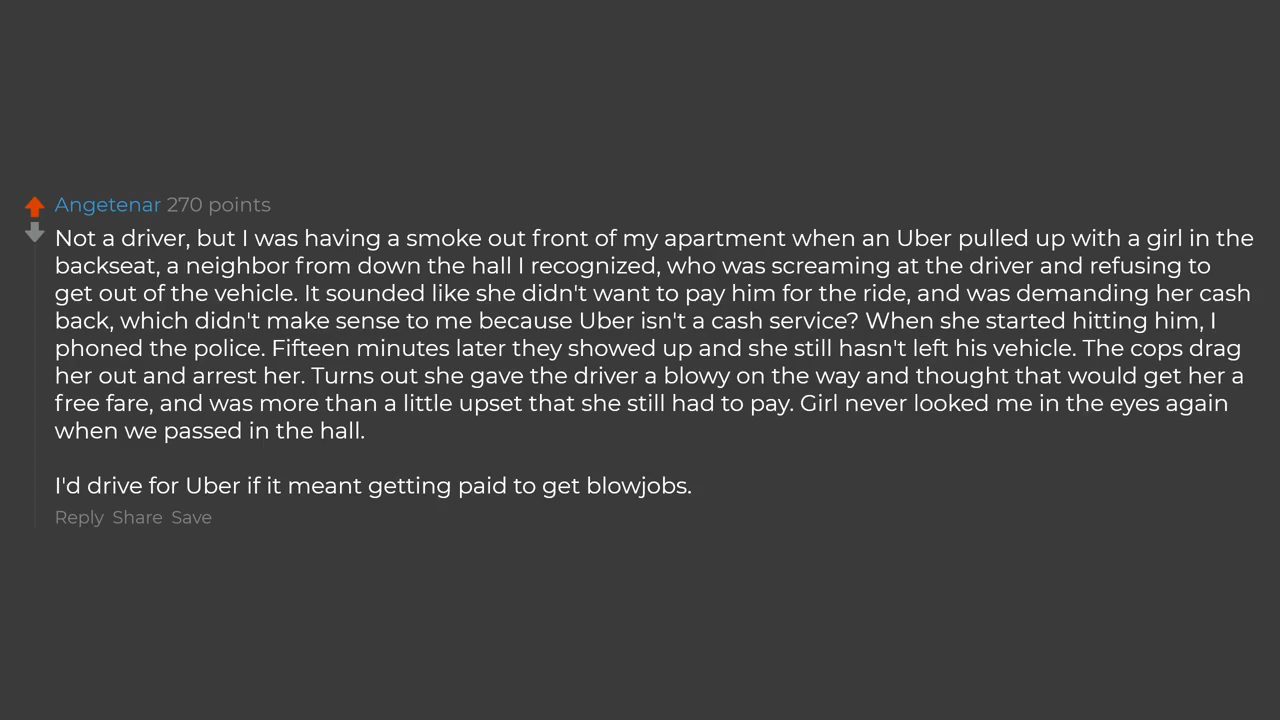 Angetenar 270 points
Not a driver, but I was having a smoke out front of my apartment when an Uber pulled up with a girl in the
backseat, a neighbor from down the hall I recognized, who was screaming at the driver and refusing to
get out of the vehicle. It sounded like she didn't want to pay him for the ride, and was demanding her cash
back, which didn't make sense to me because Uber isn't a cash service? When she started hitting him, I
phoned the police. Fifteen minutes later they showed up and she still hasn't left his vehicle. The cops drag
her out and arrest her. Turns out she gave the driver a blowy on the way and thought that would get her a
free fare, and was more than a little upset that she still had to pay. Girl never looked me in the eyes again
when we passed in the hall.
I'd drive for Uber if it meant getting paid to get blowjobs.
Reply Share Save